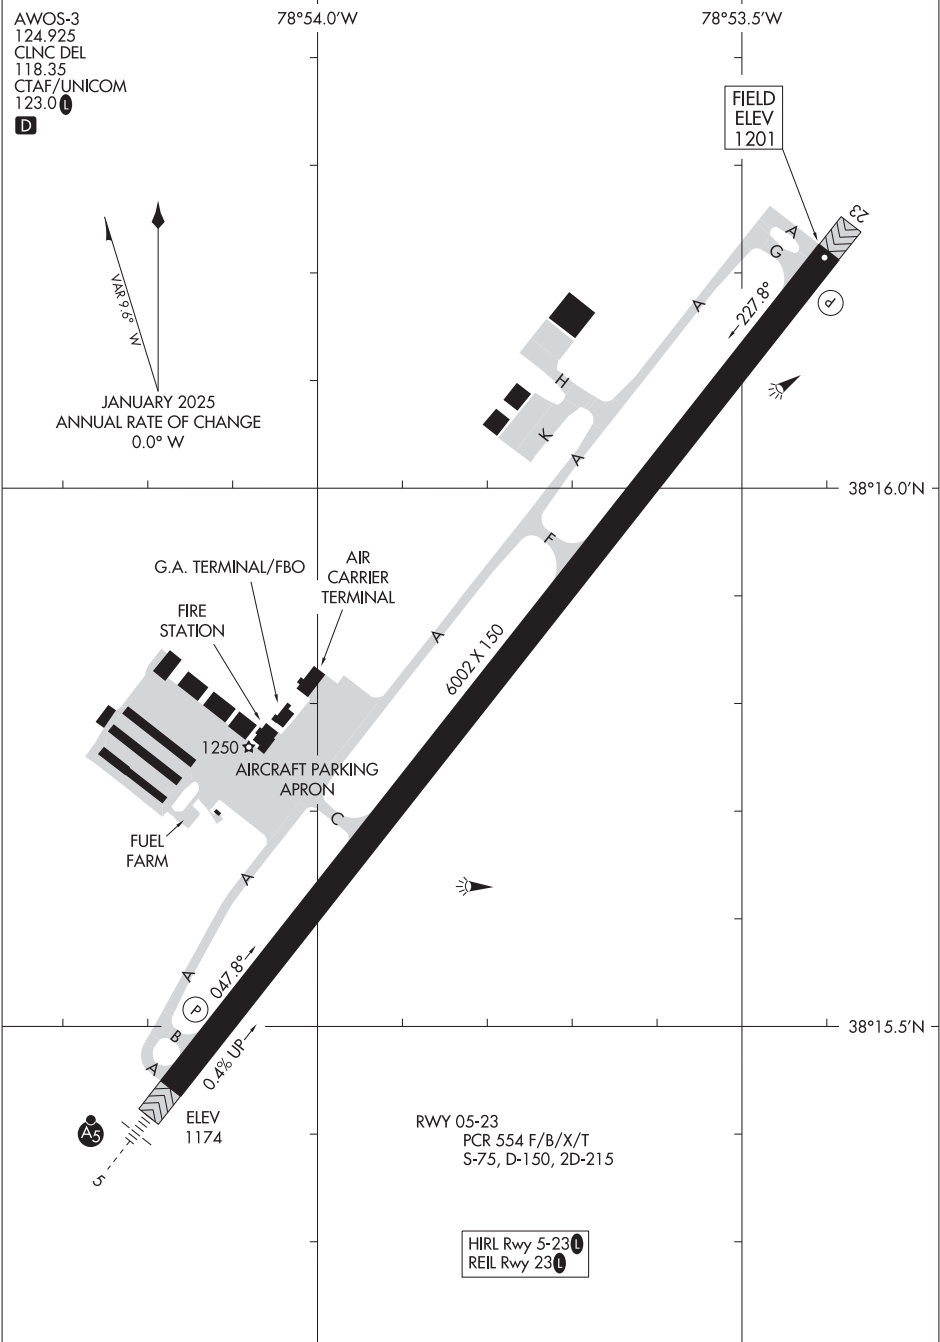 AWOS-3
124.925
CLNC DEL
118.35
CTAF/UNICOM
123.0 L
D
78°54.0'W
78°53.5'W
FIELD
ELEV
1201
23
A
G
P
VAR 9.6° W
227.8°
A
JANUARY 2025
ANNUAL RATE OF CHANGE
0.0° W
H
K
A
38°16.0'N
F
G.A. TERMINAL/FBO
AIR
CARRIER
TERMINAL
FIRE
STATION
A
6002 X 150
1250
AIRCRAFT PARKING
APRON
C
FUEL
FARM
A
A
047.8°
P
B
38°15.5'N
A
0.4% UP
ELEV
1174
A5
5
RWY 05-23
PCR 554 F/B/X/T
S-75, D-150, 2D-215
HIRL Rwy 5-23 L
REIL Rwy 23 L